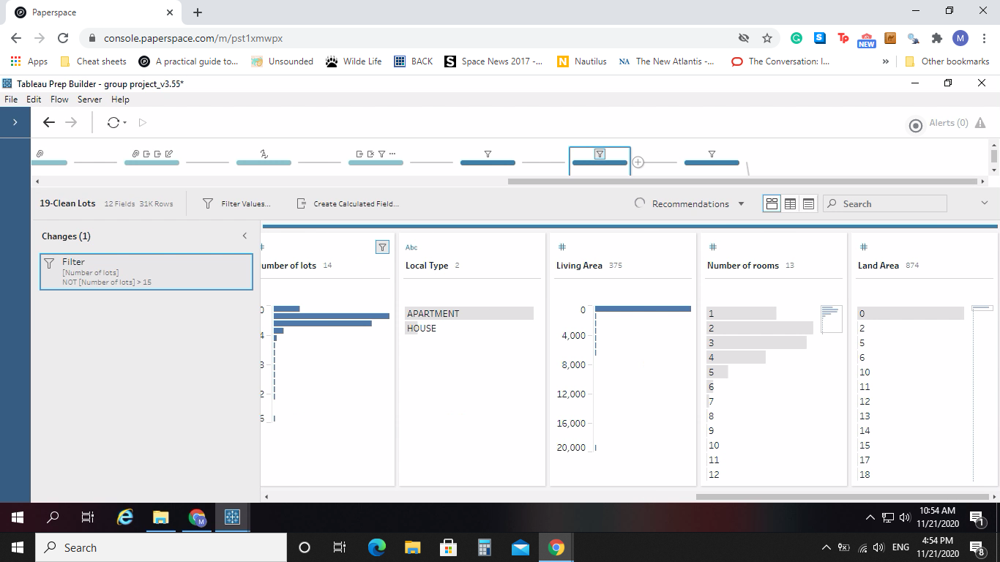 Paperspace
console.paperspace.com/m/pst1xmwpx
NEW
M
Apps Cheat sheets A practical guide to... Unsounded Wilde Life BACK Space News 2017 -... Nautilus NA The New Atlantis -... The Conversation: I... » Other bookmarks
Tableau Prep Builder - group project_v3.55*
File Edit Flow Server Help
Alerts (0)
19-Clean Lots 12 Fields 31K Rows Filter Values... Create Calculated Field... Recommendations Search
Changes (1)
Filter
[Number of lots]
NOT [Number of lots] > 15
#
umber of lots 14
0
4
8
2
6
Abc
Local Type 2
APARTMENT
HOUSE
#
Living Area 375
0
4,000
8,000
12,000
16,000
20,000
#
Number of rooms 13
1
2
3
4
5
6
7
8
9
10
11
12
#
Land Area 874
0
2
5
6
10
11
12
13
14
15
17
18
10:54 AM
11/21/2020
1
Search
ENG
4:54 PM
11/21/2020
8